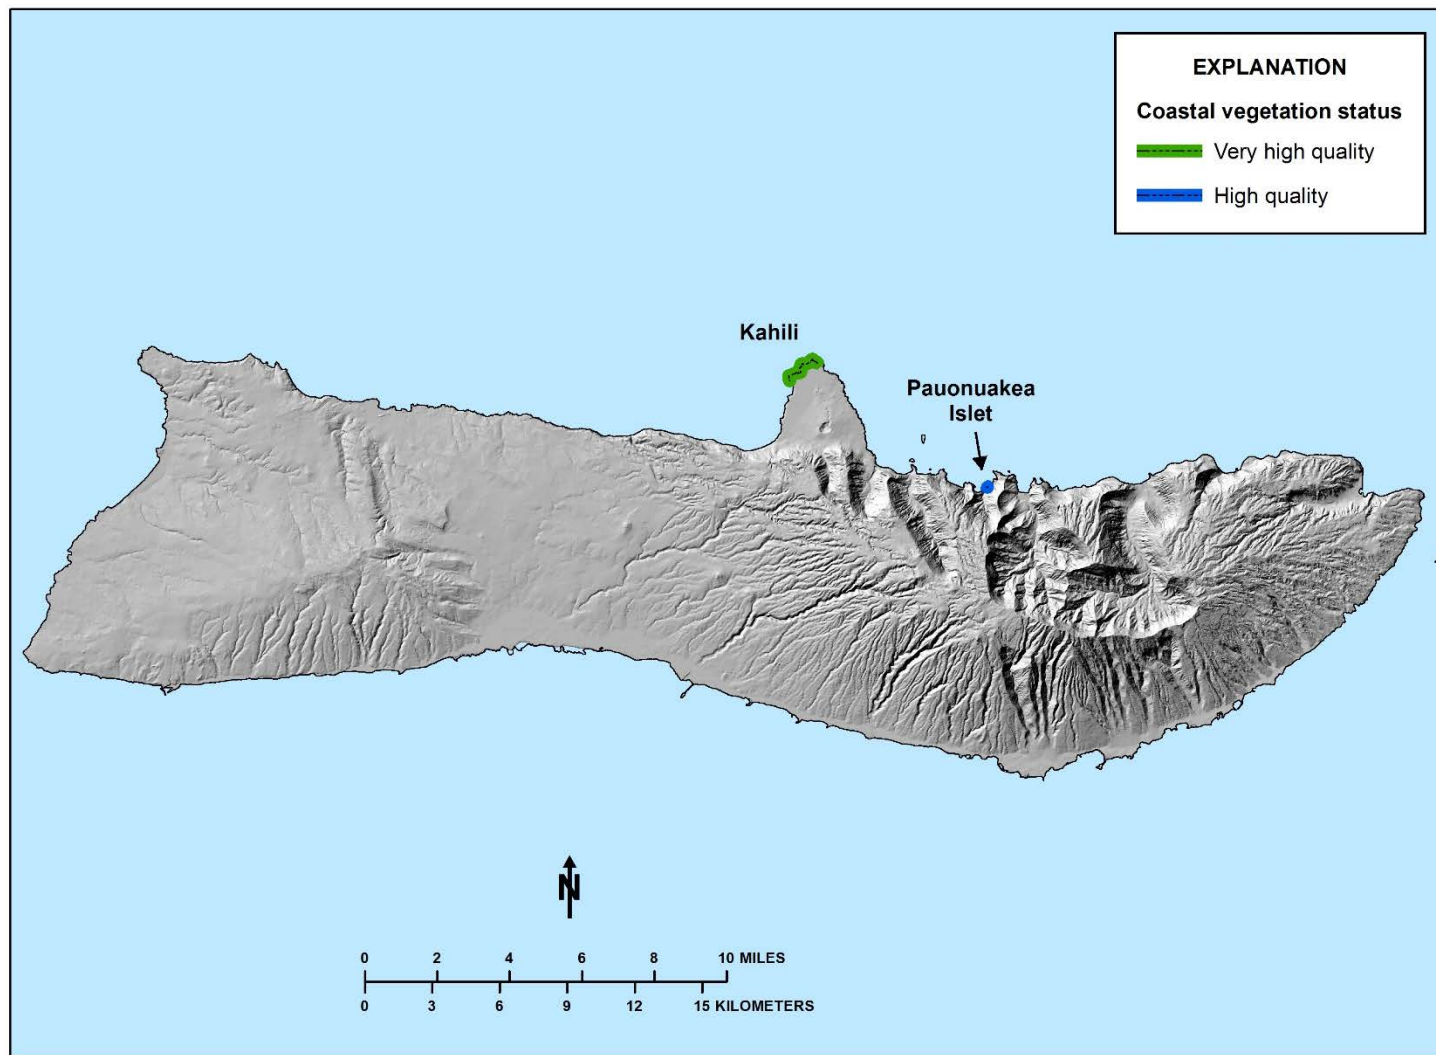 EXPLANATION
Coastal vegetation status
Very high quality
High quality
Kahili
Pauonuakea
Islet
N
0 2 4 6 8 10 MILES
0 3 6 9 12 15 KILOMETERS